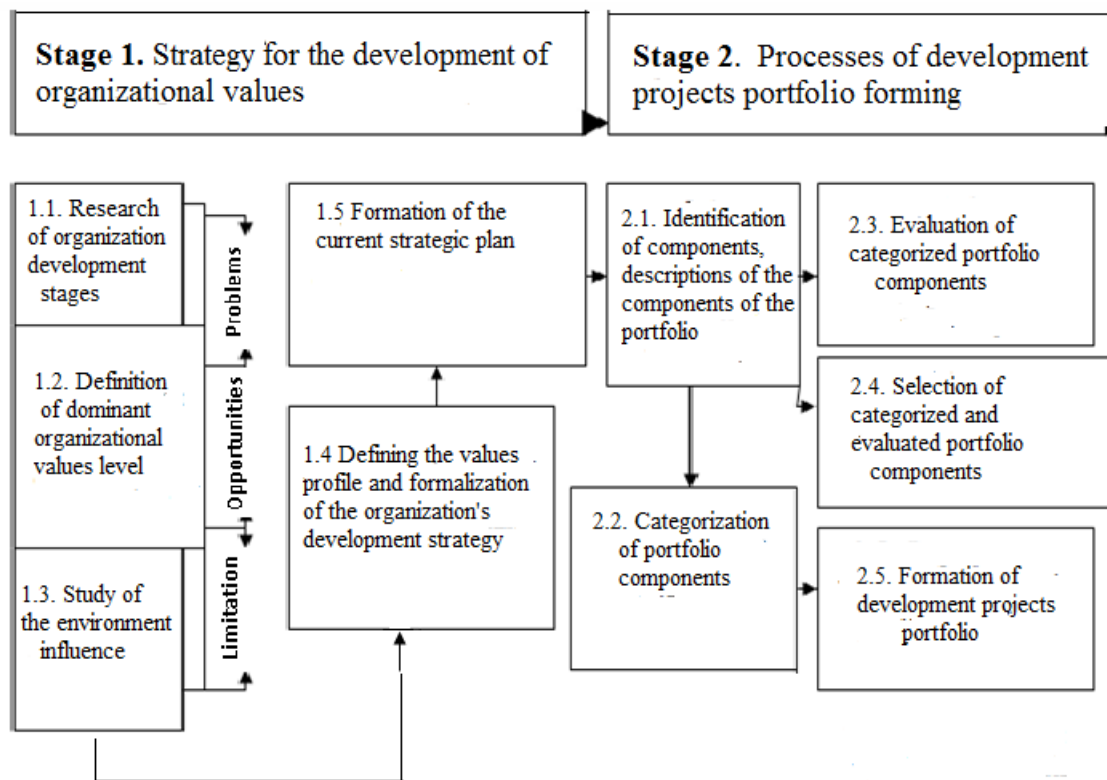 Stage 1. Strategy for the development of
organizational values
Stage 2. Processes of development
projects portfolio forming
1.1. Research
of organization
development
stages
1.2. Definition
of dominant
organizational
values level
1.3. Study of
the environment
influence
Problems
Opportunities
Limitation
1.5 Formation of the
current strategic plan
1.4 Defining the values
profile and formalization
of the organization's
development strategy
2.1. Identification
of components,
descriptions of the
components of the
portfolio
2.2. Categorization
of portfolio
components
2.3. Evaluation of
categorized portfolio
components
2.4. Selection of
categorized and
evaluated portfolio
components
2.5. Formation of
development projects
portfolio